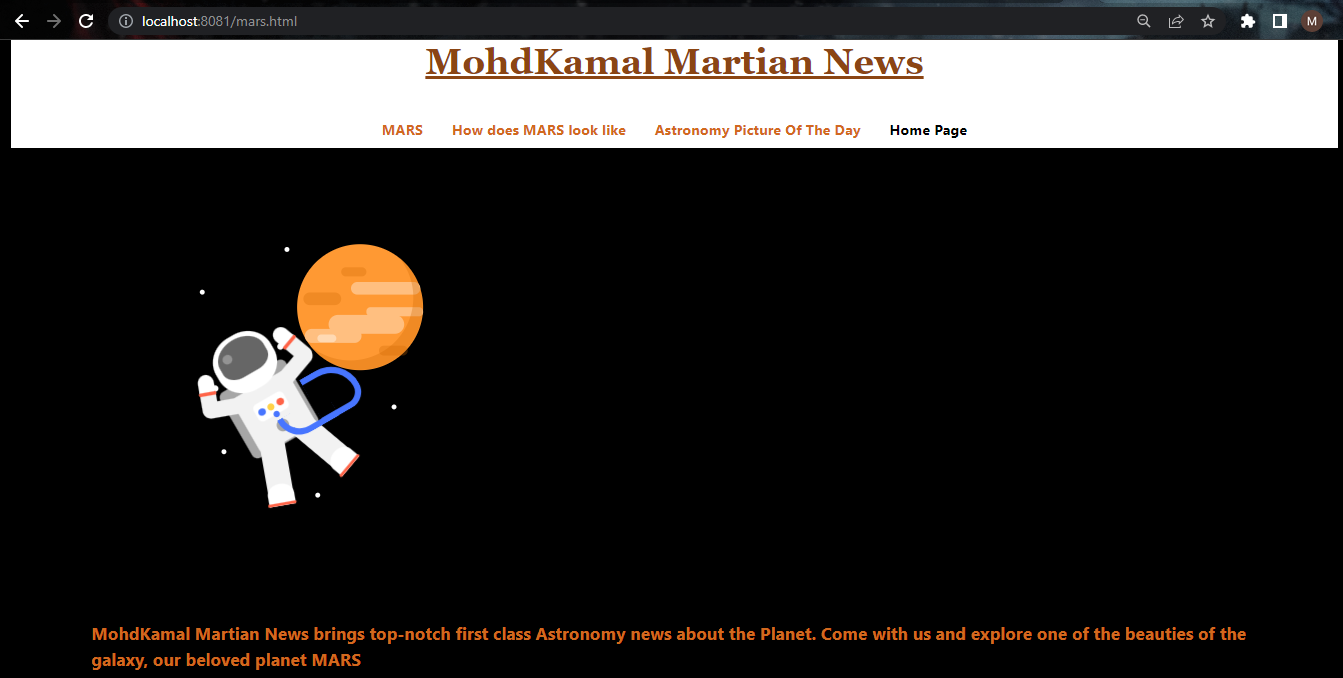 localhost:8081/mars.html
M
MohdKamal Martian News
MARS How does MARS look like Astronomy Picture Of The Day Home Page
MohdKamal Martian News brings top-notch first class Astronomy news about the Planet. Come with us and explore one of the beauties of the
galaxy, our beloved planet MARS